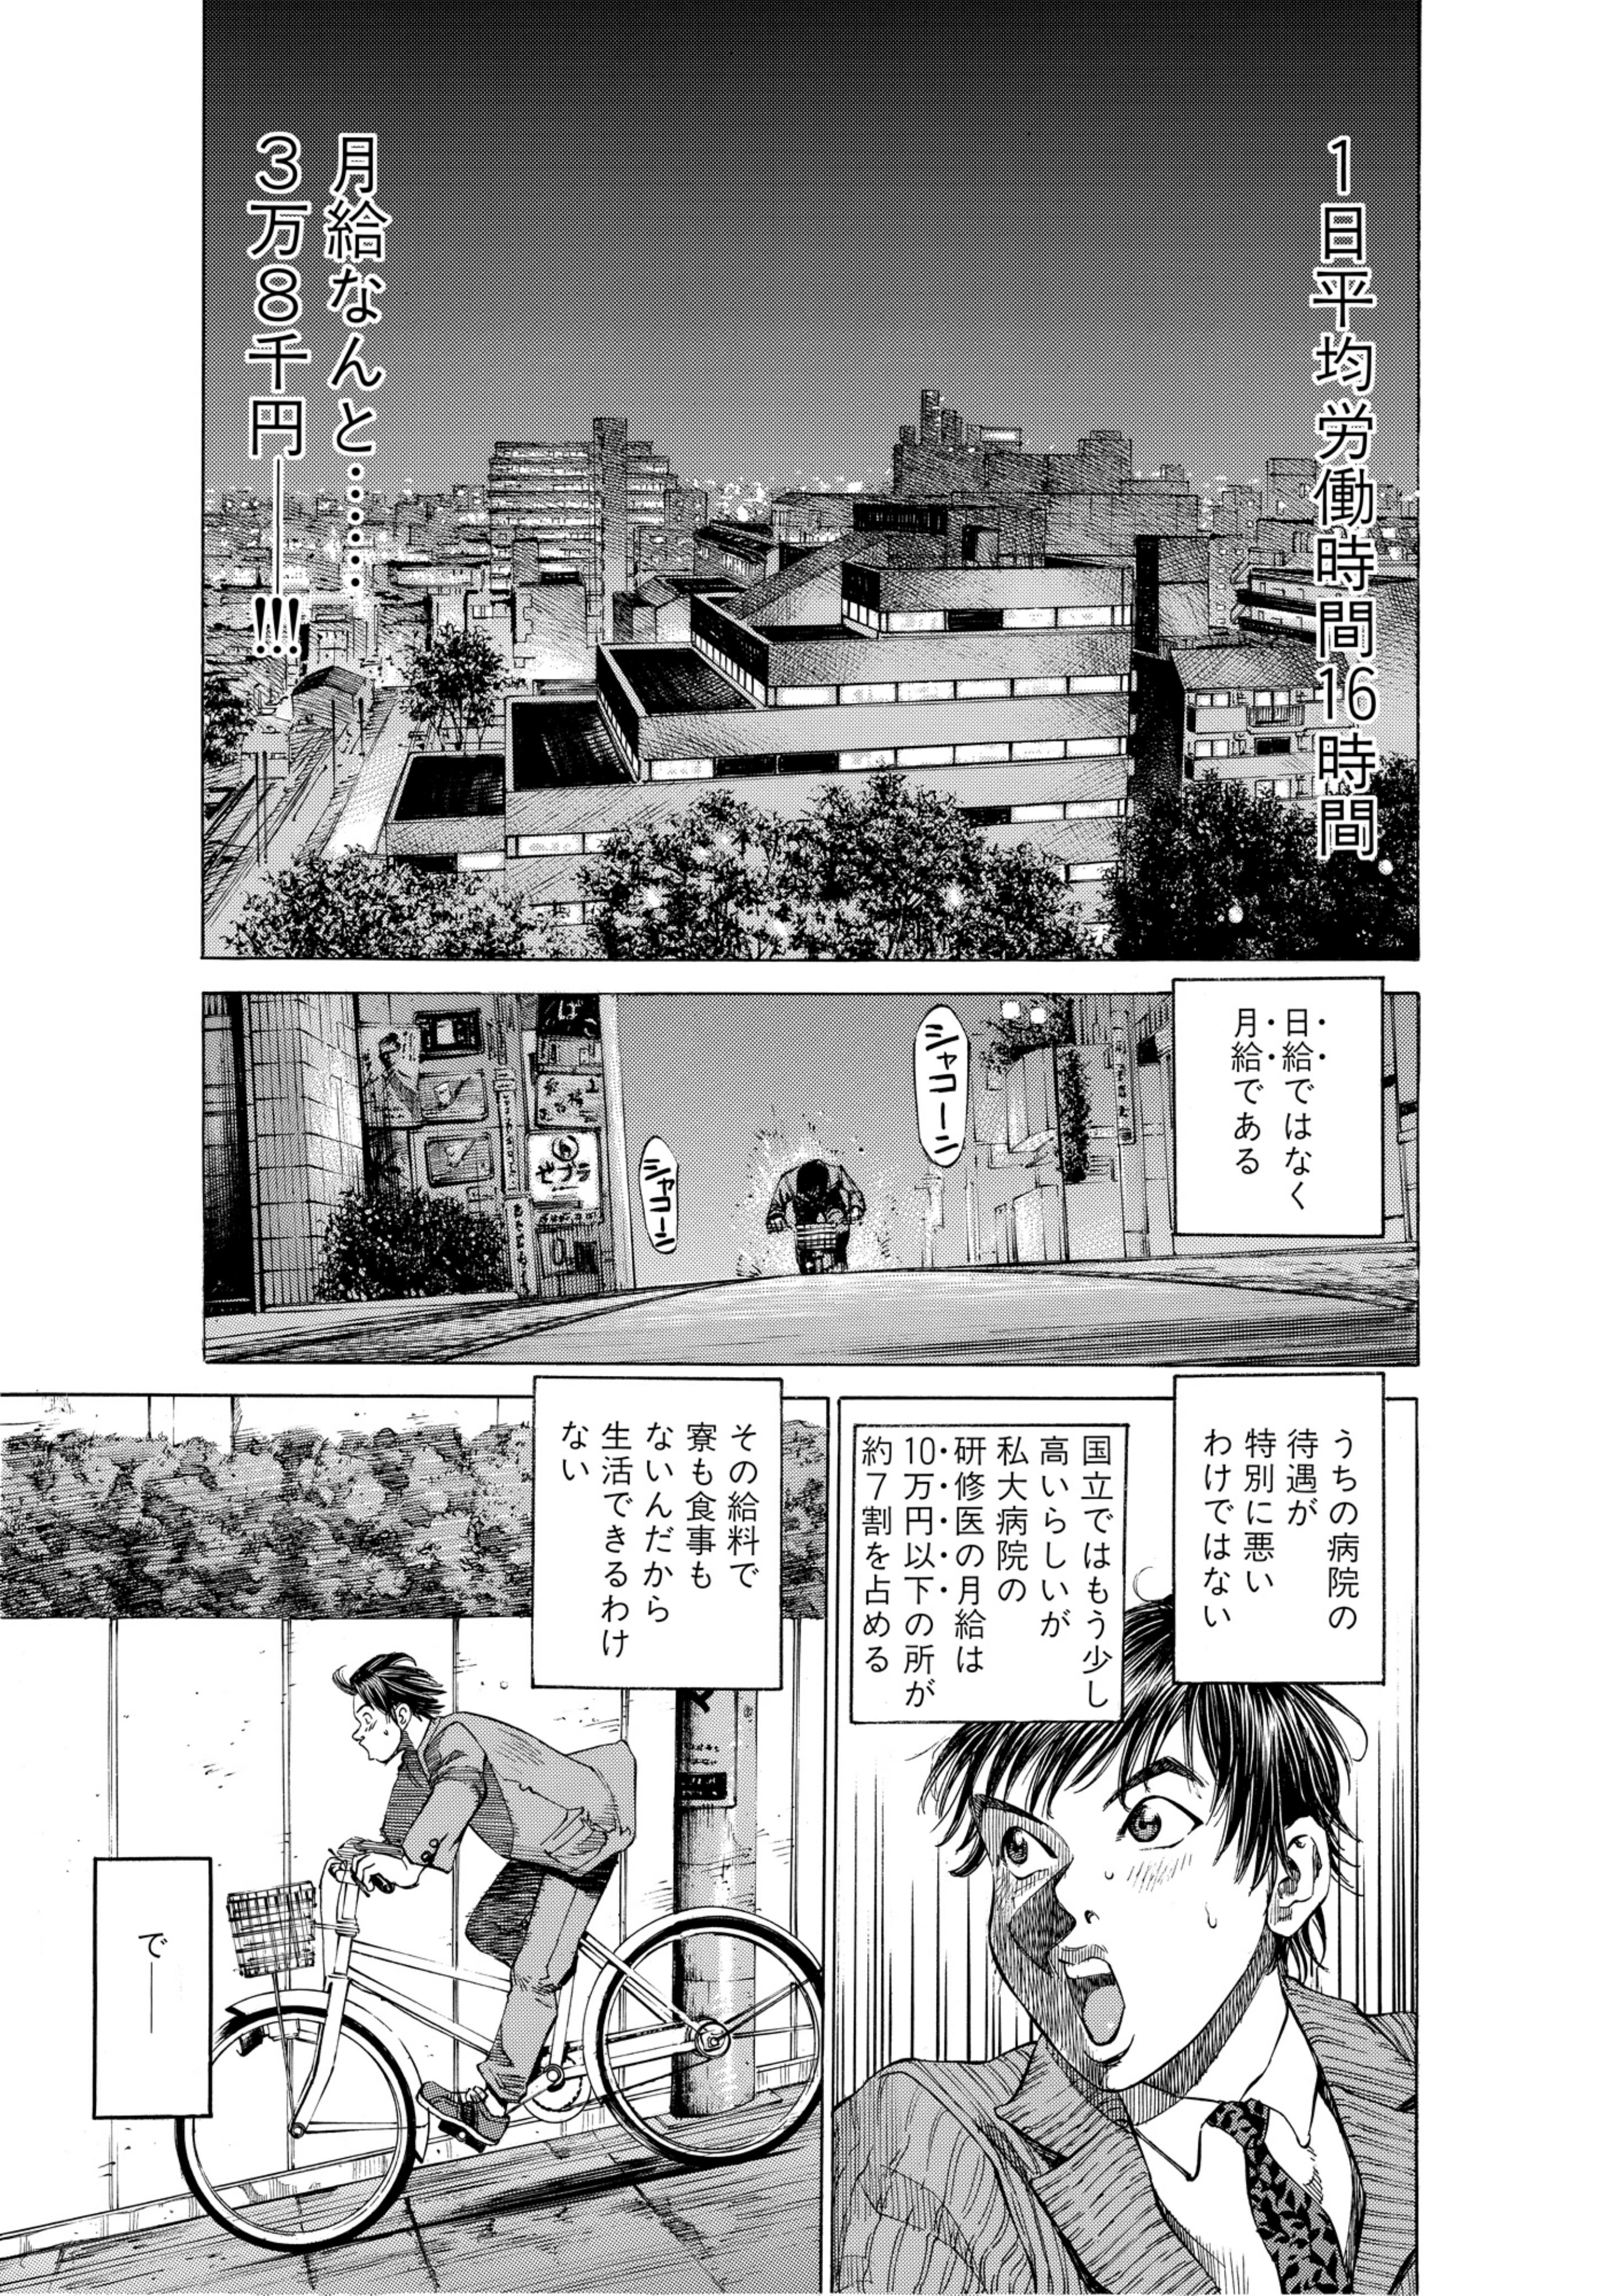 1日平均労働時間16時間
月給なんと……
3万8千円——!!!
日給ではなく
月給である
シャコーン
シャコーン
ぜブラ
うちの病院の
待遇が
特別に悪い
わけではない
国立ではもう少し
高いらしいが
私大病院の
研修医の月給は
10万円以下の所が
約7割を占める
その給料で
寮も食事も
ないんだから
生活できるわけ
ない
で——